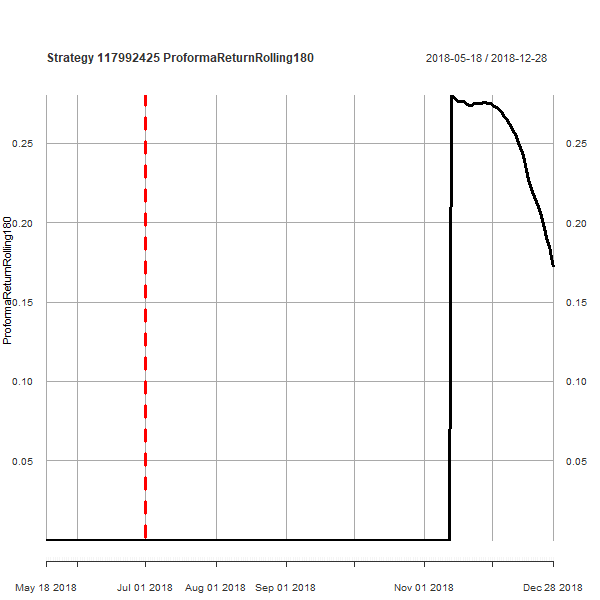 Strategy 117992425 ProformaReturnRolling180
2018-05-18 / 2018-12-28
ProformaReturnRolling180
0.25 0.25
0.20 0.20
0.15 0.15
0.10 0.10
0.05 0.05
May 18 2018 Jul 01 2018 Aug 01 2018 Sep 01 2018 Nov 01 2018 Dec 28 2018